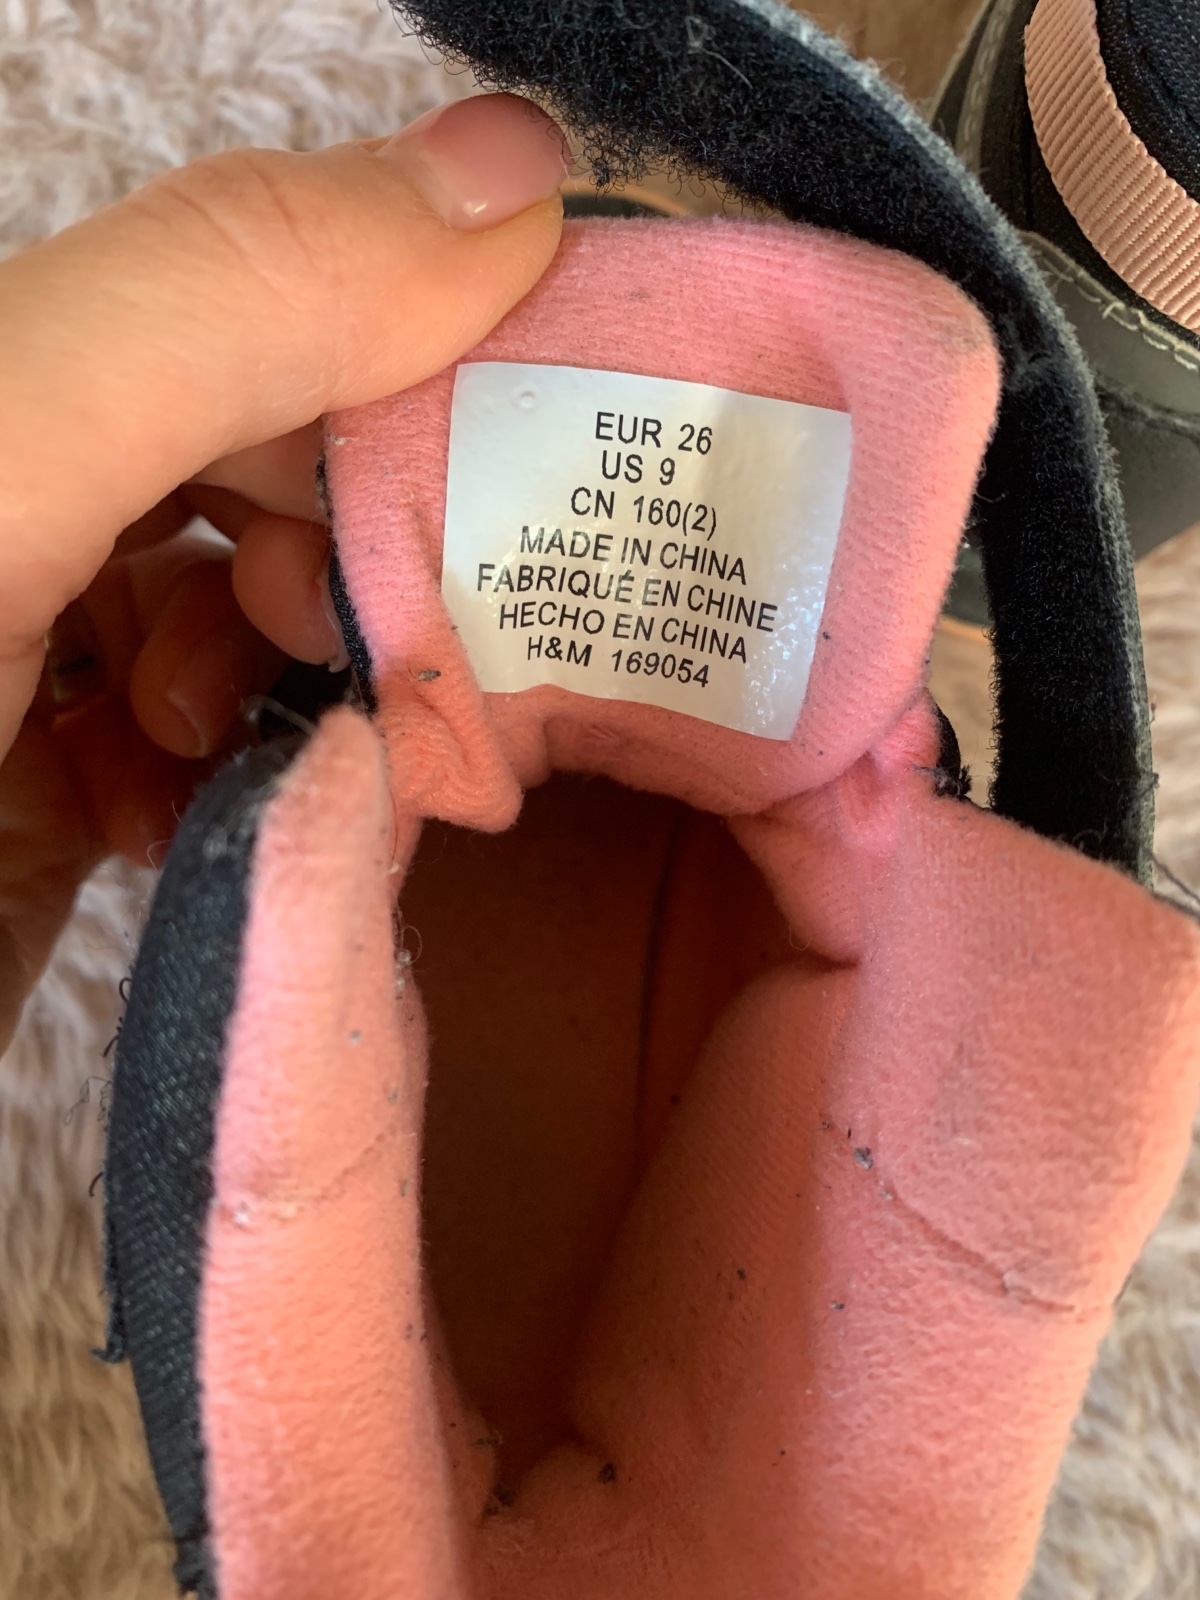 EUR 26
US 9
CN 160(2)
MADE IN CHINA
FABRIQUÉ EN CHINE
HECHO EN CHINA
H&M 169054